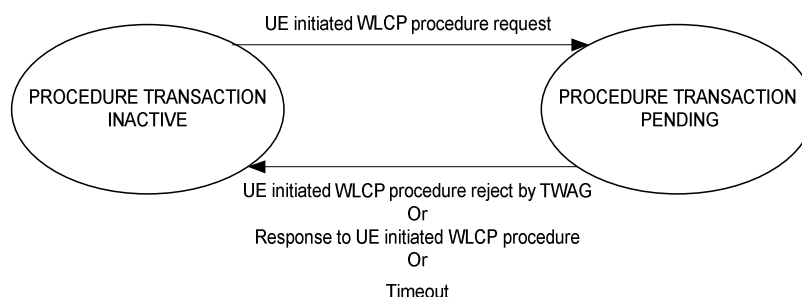 UE initiated WLCP procedure request
PROCEDURE TRANSACTION
INACTIVE
PROCEDURE TRANSACTION
PENDING
UE initiated WLCP procedure reject by TWAG
Or
Response to UE initiated WLCP procedure
Or
Timeout